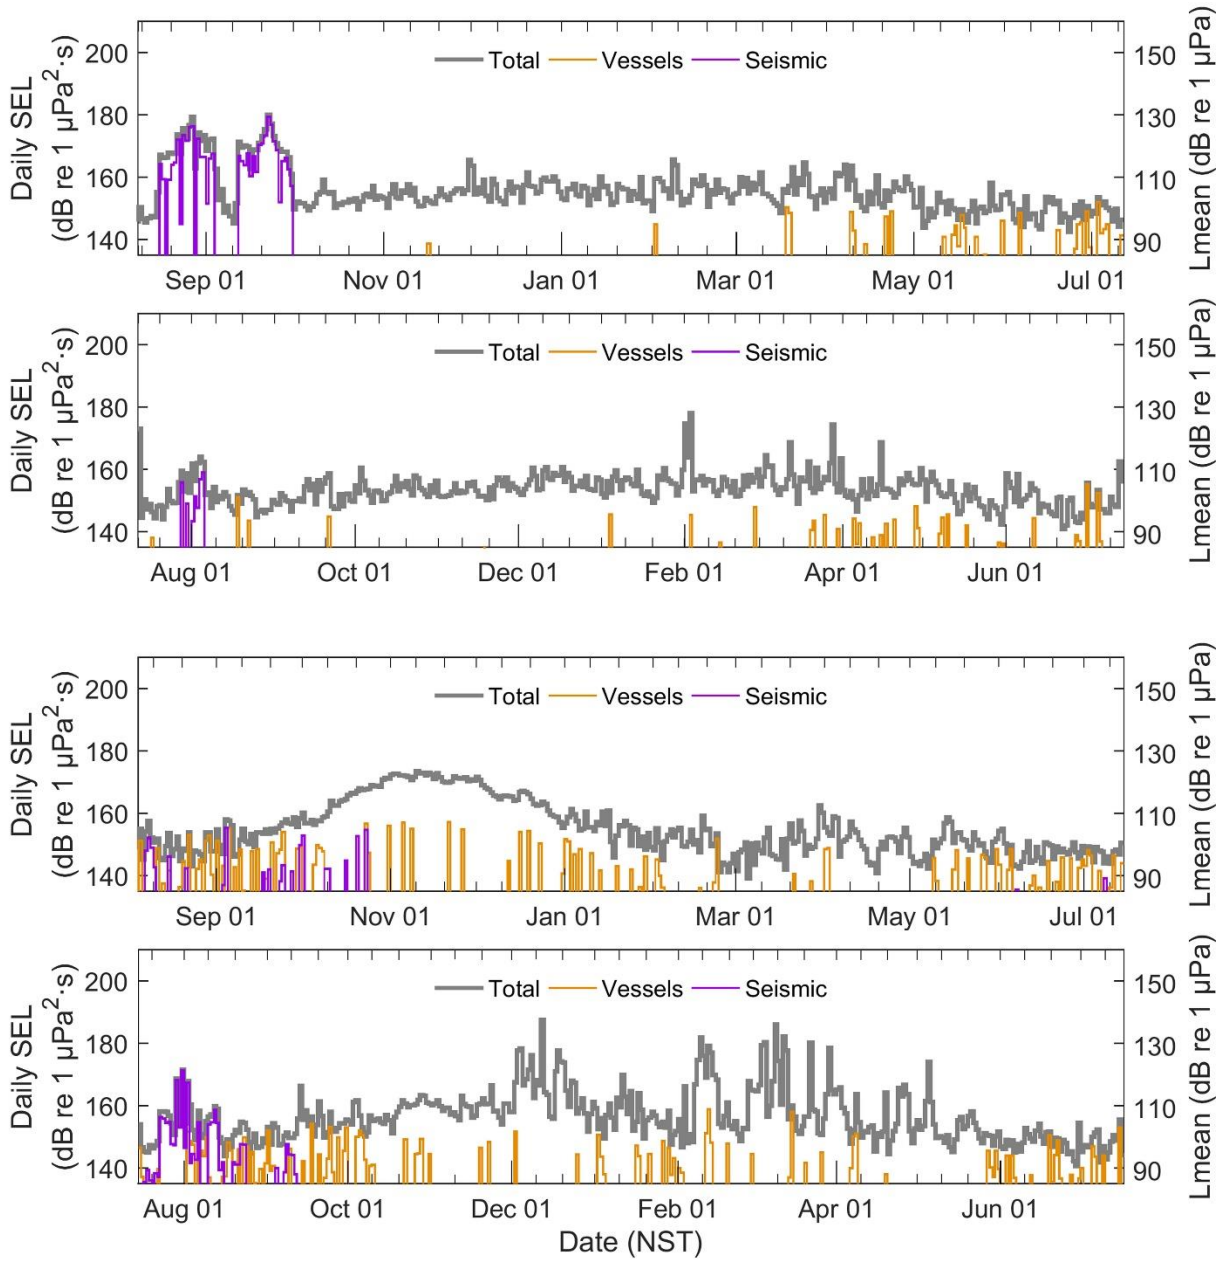 Daily SEL
(dB re 1 µPa²·s)
200
180
160
140
Total Vessels Seismic
150
130
110
90
Lmean (dB re 1 µPa)
Sep 01 Nov 01 Jan 01 Mar 01 May 01 Jul 01
Daily SEL
(dB re 1 µPa²·s)
200
180
160
140
Total Vessels Seismic
150
130
110
90
Lmean (dB re 1 µPa)
Aug 01 Oct 01 Dec 01 Feb 01 Apr 01 Jun 01
Daily SEL
(dB re 1 µPa²·s)
200
180
160
140
Total Vessels Seismic
150
130
110
90
Lmean (dB re 1 µPa)
Sep 01 Nov 01 Jan 01 Mar 01 May 01 Jul 01
Daily SEL
(dB re 1 µPa²·s)
200
180
160
140
Total Vessels Seismic
150
130
110
90
Lmean (dB re 1 µPa)
Aug 01 Oct 01 Dec 01 Feb 01 Apr 01 Jun 01
Date (NST)